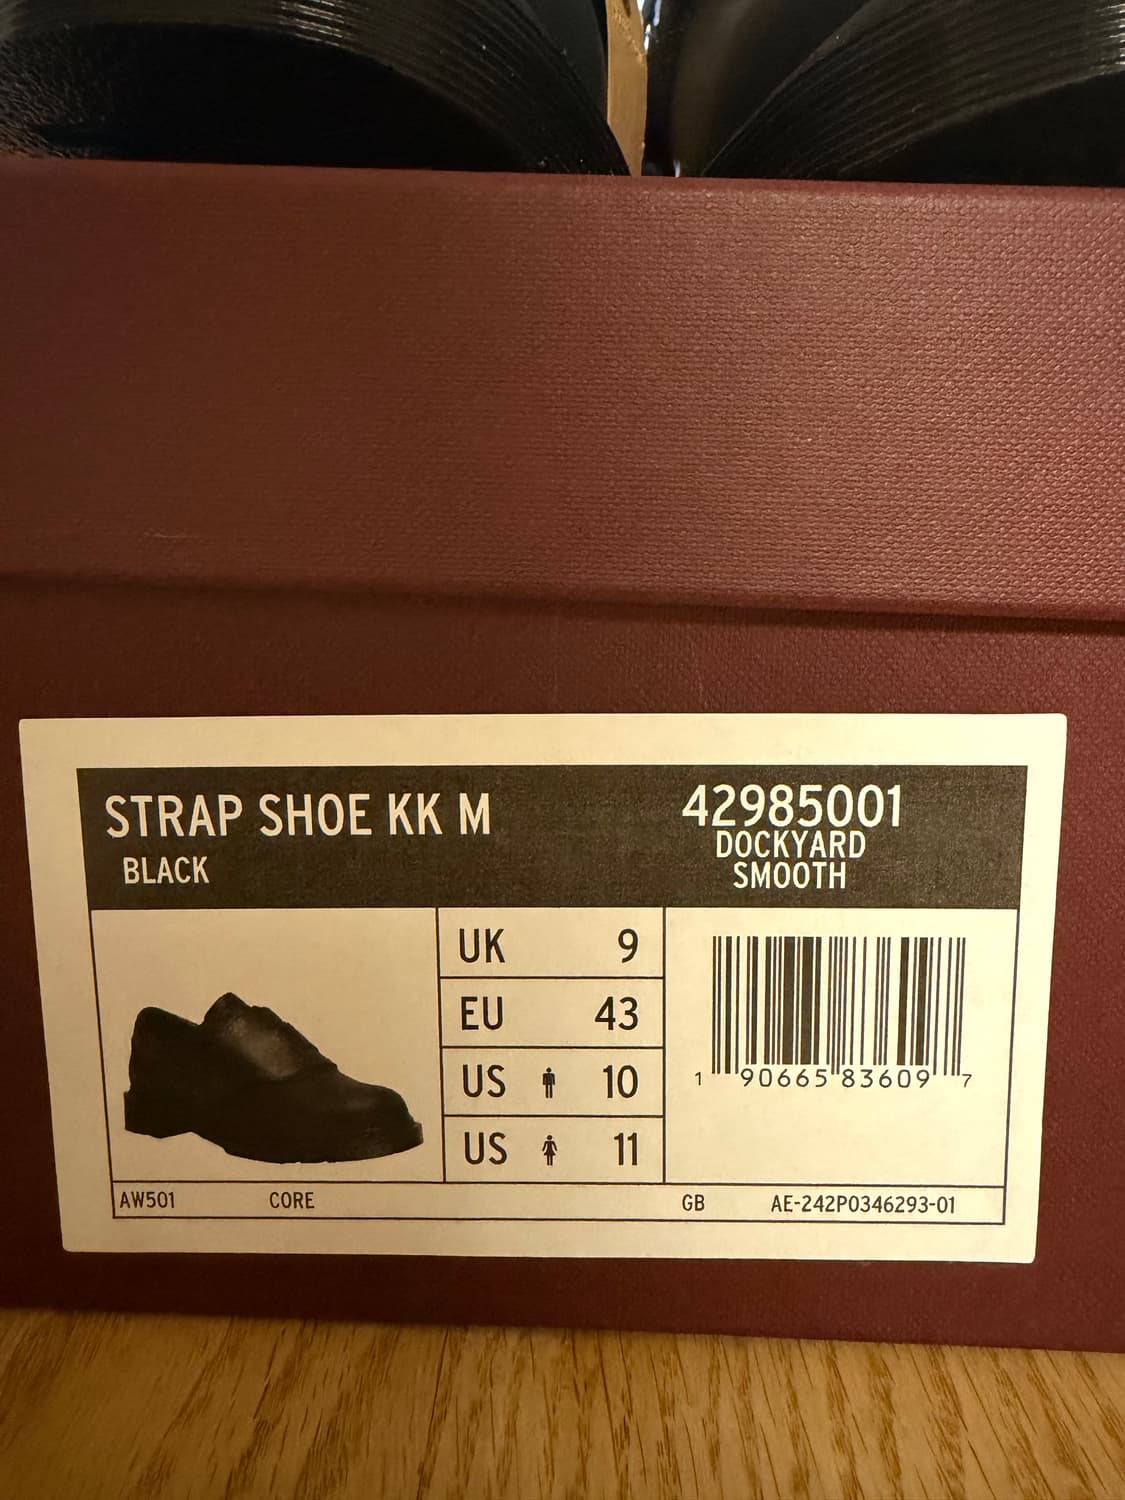 STRAP SHOE KK M
BLACK
42985001
DOCKYARD
SMOOTH
UK 9
EU 43
US 10
US 11
1 90665 83609 7
AW501 CORE GB AE-242P0346293-01